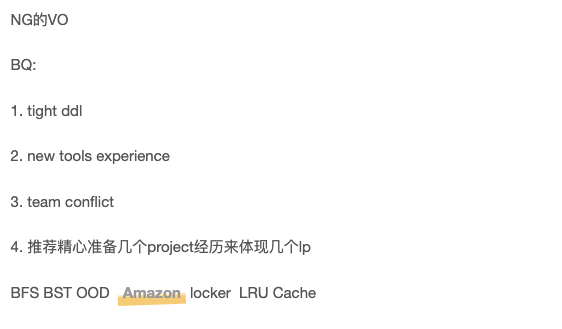 NG的VO
BQ:
1. tight ddl
2. new tools experience
3. team conflict
4. 推荐精心准备几个project经历来体现几个lp
BFS BST OOD Amazon locker LRU Cache